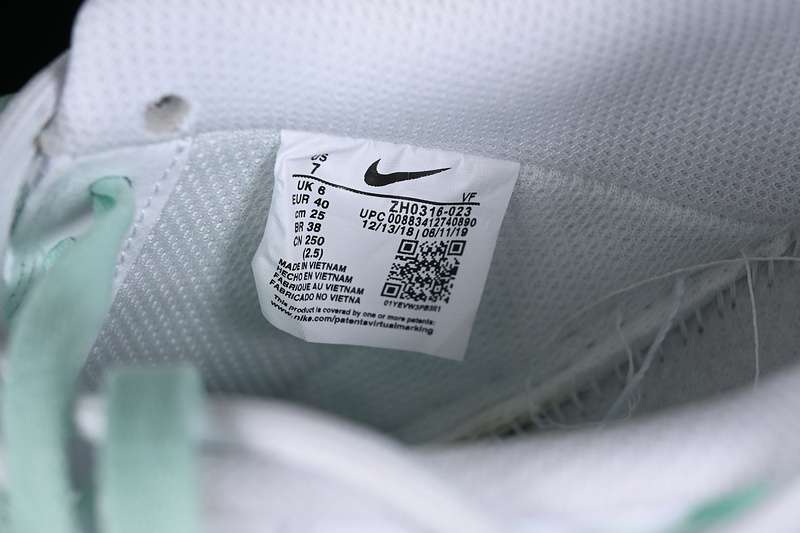 US
7
UK 6
EUR 40
cm 25
BR 38
CN 250
(2.5)
VF
ZH0316-023
UPC 00883412740890
12/13/18 | 08/11/19
MADE IN VIETNAM
HECHO EN VIETNAM
FABRIQUE AU VIETNAM
FABRICADO NO VIETNA
This product is covered by one or more patents:
www.nike.com/patentsvirtualmarking